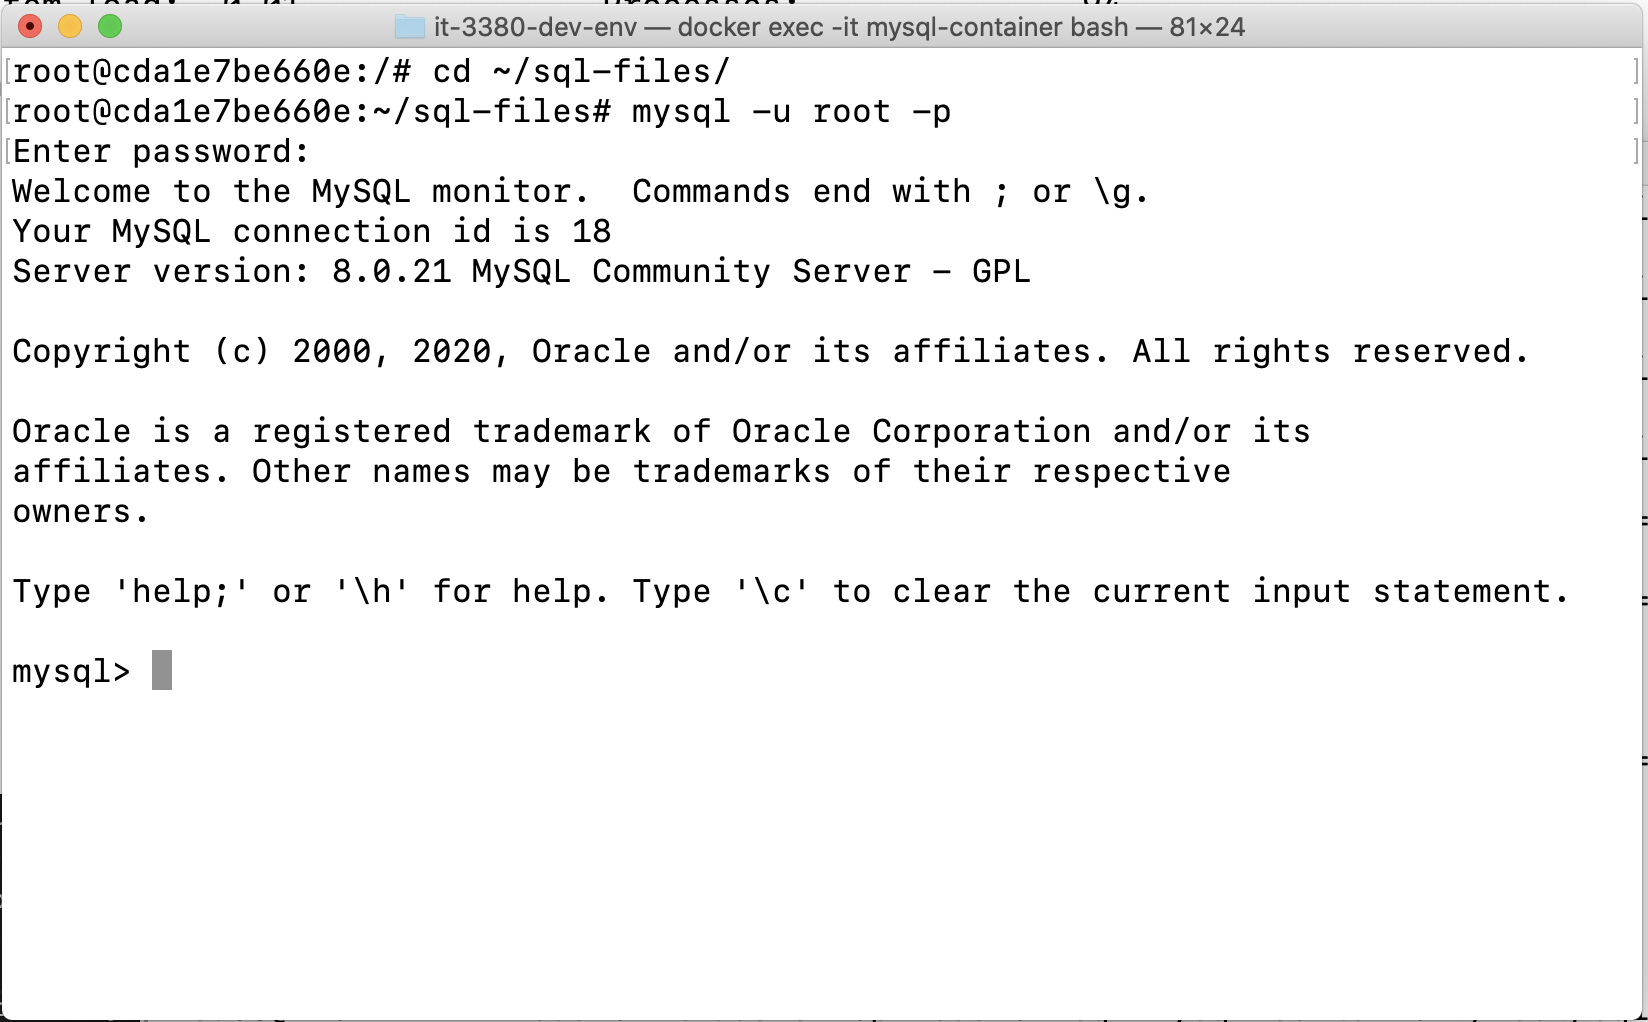 it-3380-dev-env — docker exec -it mysql-container bash — 81×24
[root@cda1e7be660e:/# cd ~/sql-files/ ]
[root@cda1e7be660e:~/sql-files# mysql -u root -p ]
[Enter password: ]
Welcome to the MySQL monitor.  Commands end with ; or \g.
Your MySQL connection id is 18
Server version: 8.0.21 MySQL Community Server - GPL
Copyright (c) 2000, 2020, Oracle and/or its affiliates. All rights reserved.
Oracle is a registered trademark of Oracle Corporation and/or its
affiliates. Other names may be trademarks of their respective
owners.
Type 'help;' or '\h' for help. Type '\c' to clear the current input statement.
mysql>